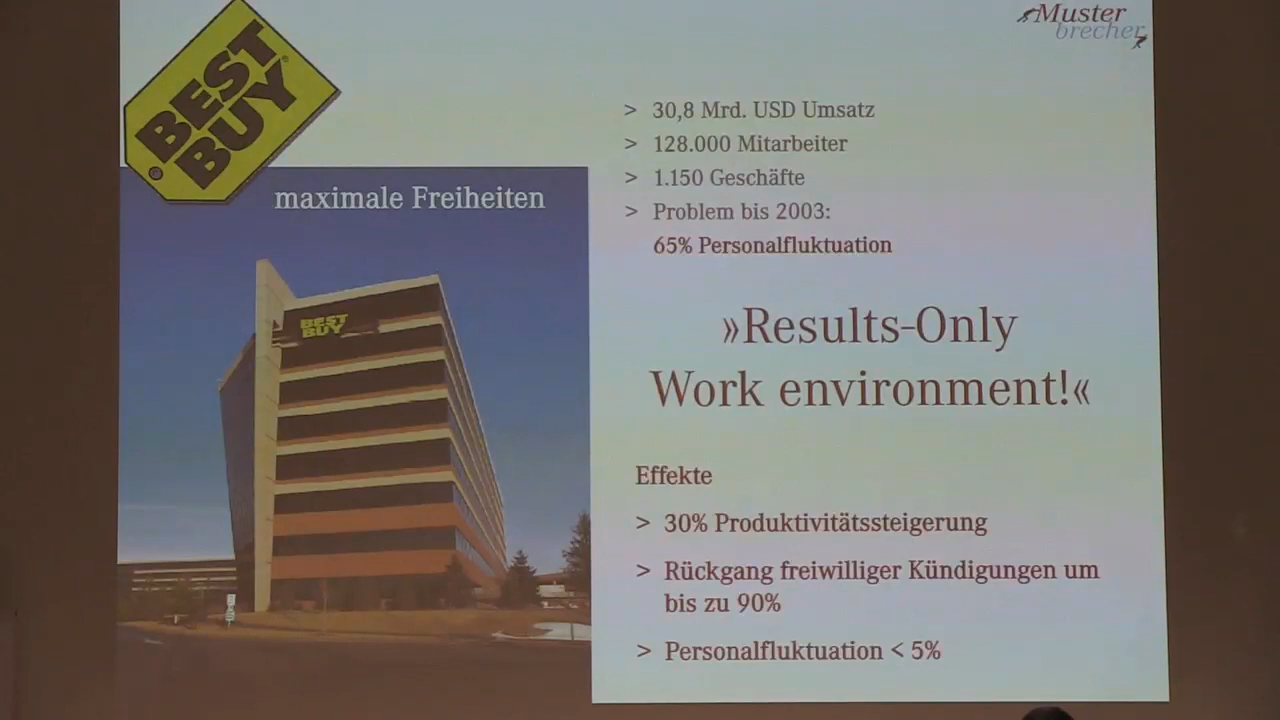 BEST
BUY
Muster
brecher
maximale Freiheiten
BEST
BUY
> 30,8 Mrd. USD Umsatz
> 128.000 Mitarbeiter
> 1.150 Geschäfte
> Problem bis 2003:
65% Personalfluktuation
»Results-Only
Work environment!«
Effekte
> 30% Produktivitätssteigerung
> Rückgang freiwilliger Kündigungen um
bis zu 90%
> Personalfluktuation < 5%